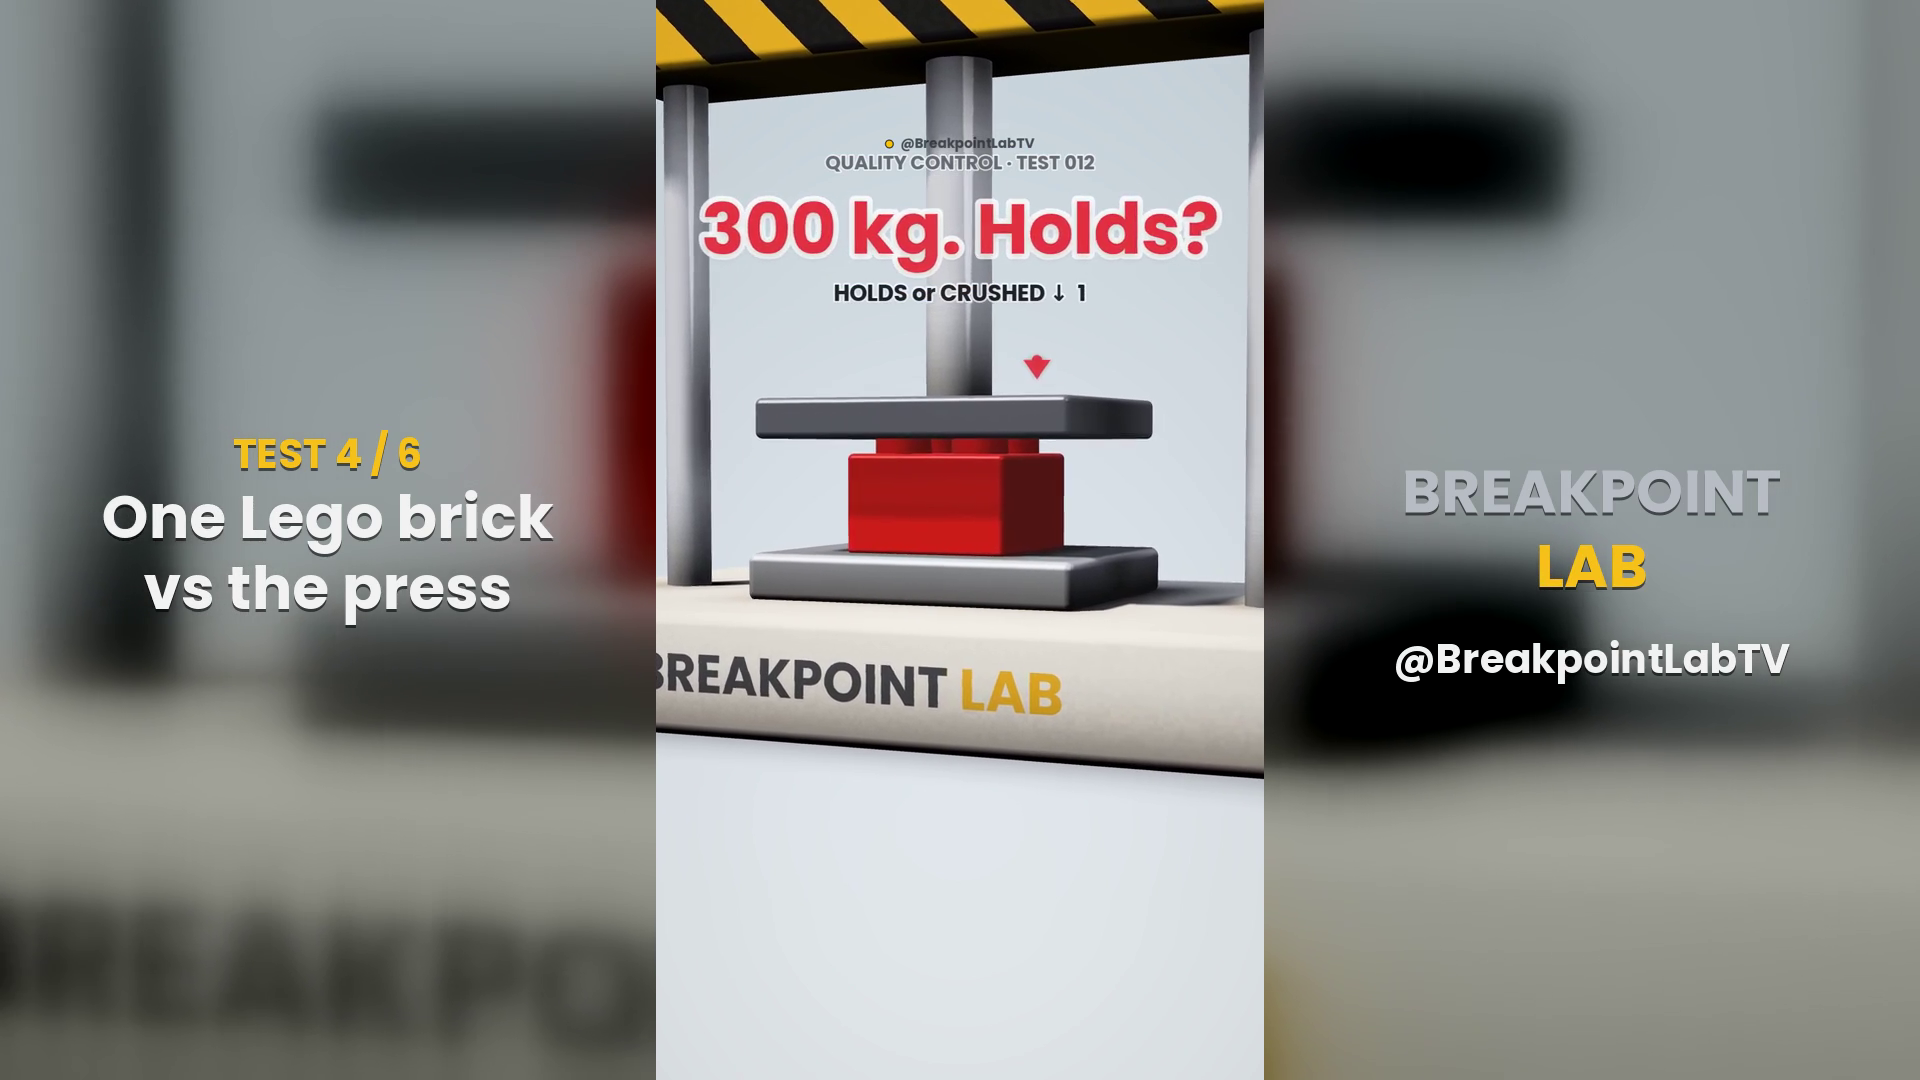 TEST 4 / 6
One Lego brick
vs the press
@BreakpointLabTV
QUALITY CONTROL · TEST 012
300 kg. Holds?
HOLDS or CRUSHED ↓ 1
BREAKPOINT LAB
BREAKPOINT
LAB
@BreakpointLabTV